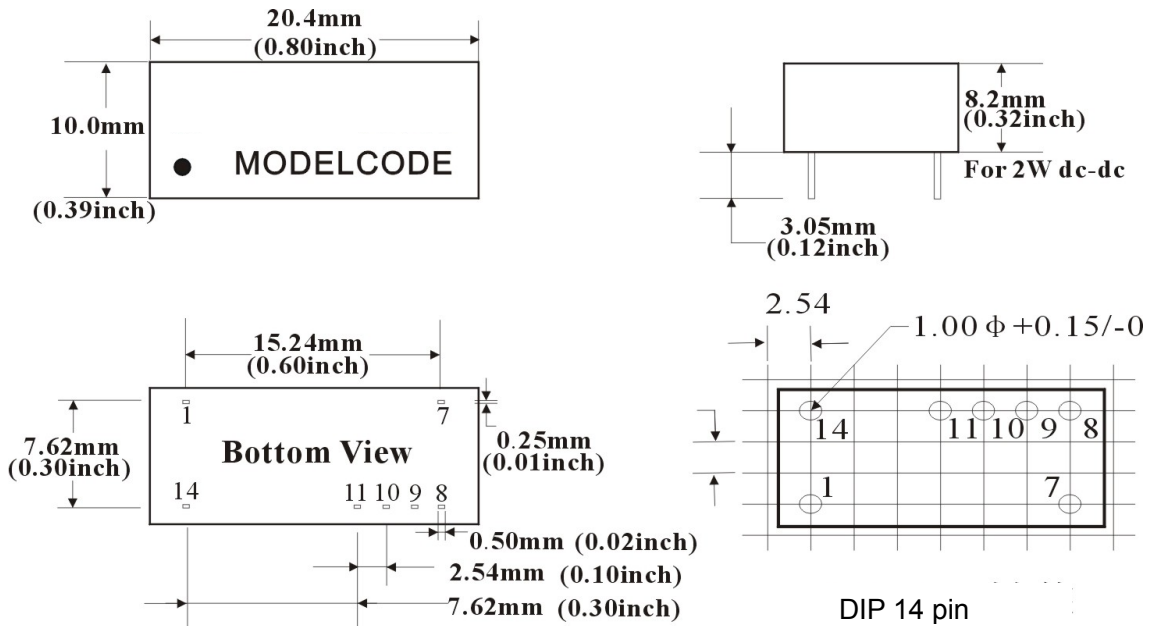 20.4mm
(0.80inch)
10.0mm
(0.39inch)
MODELCODE
8.2mm
(0.32inch)
For 2W dc-dc
3.05mm
(0.12inch)
15.24mm
(0.60inch)
1
7
7.62mm
(0.30inch)
Bottom View
0.25mm
(0.01inch)
14
11 10 9 8
0.50mm (0.02inch)
2.54mm (0.10inch)
7.62mm (0.30inch)
2.54
1.00 ϕ +0.15/-0
14
11 10 9 8
1
7
DIP 14 pin